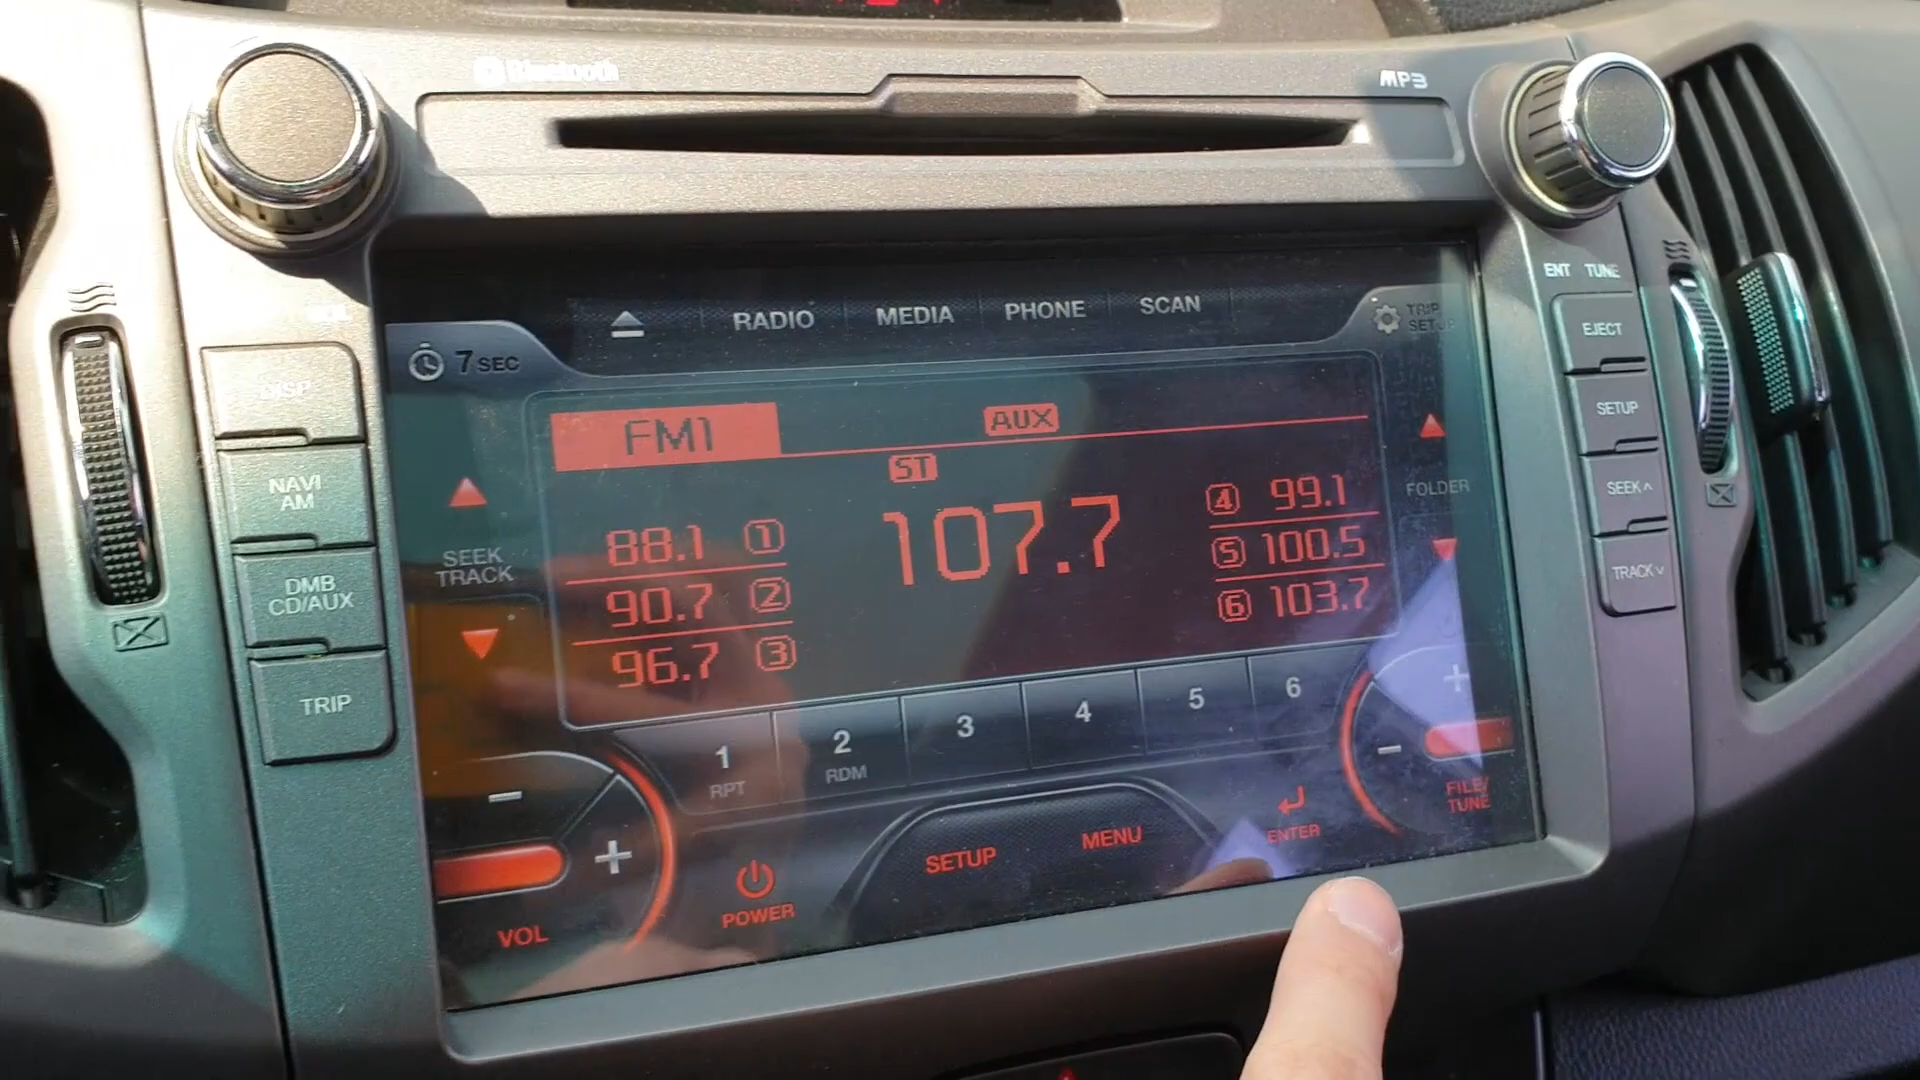 Bluetooth
MP3
ENT TUNE
DISP
NAVI
AM
DMB
CD/AUX
TRIP
RADIO MEDIA PHONE SCAN
TRIP
SETUP
7 SEC
FM1 AUX
ST
107.7
88.1 1
90.7 2
96.7 3
4 99.1
5 100.5
6 103.7
SEEK
TRACK
FOLDER
1 2 3 4 5 6
RPT RDM
- +
VOL
POWER
SETUP MENU
ENTER
- +
FILE/
TUNE
EJECT
SETUP
SEEK ∧
TRACK ∨